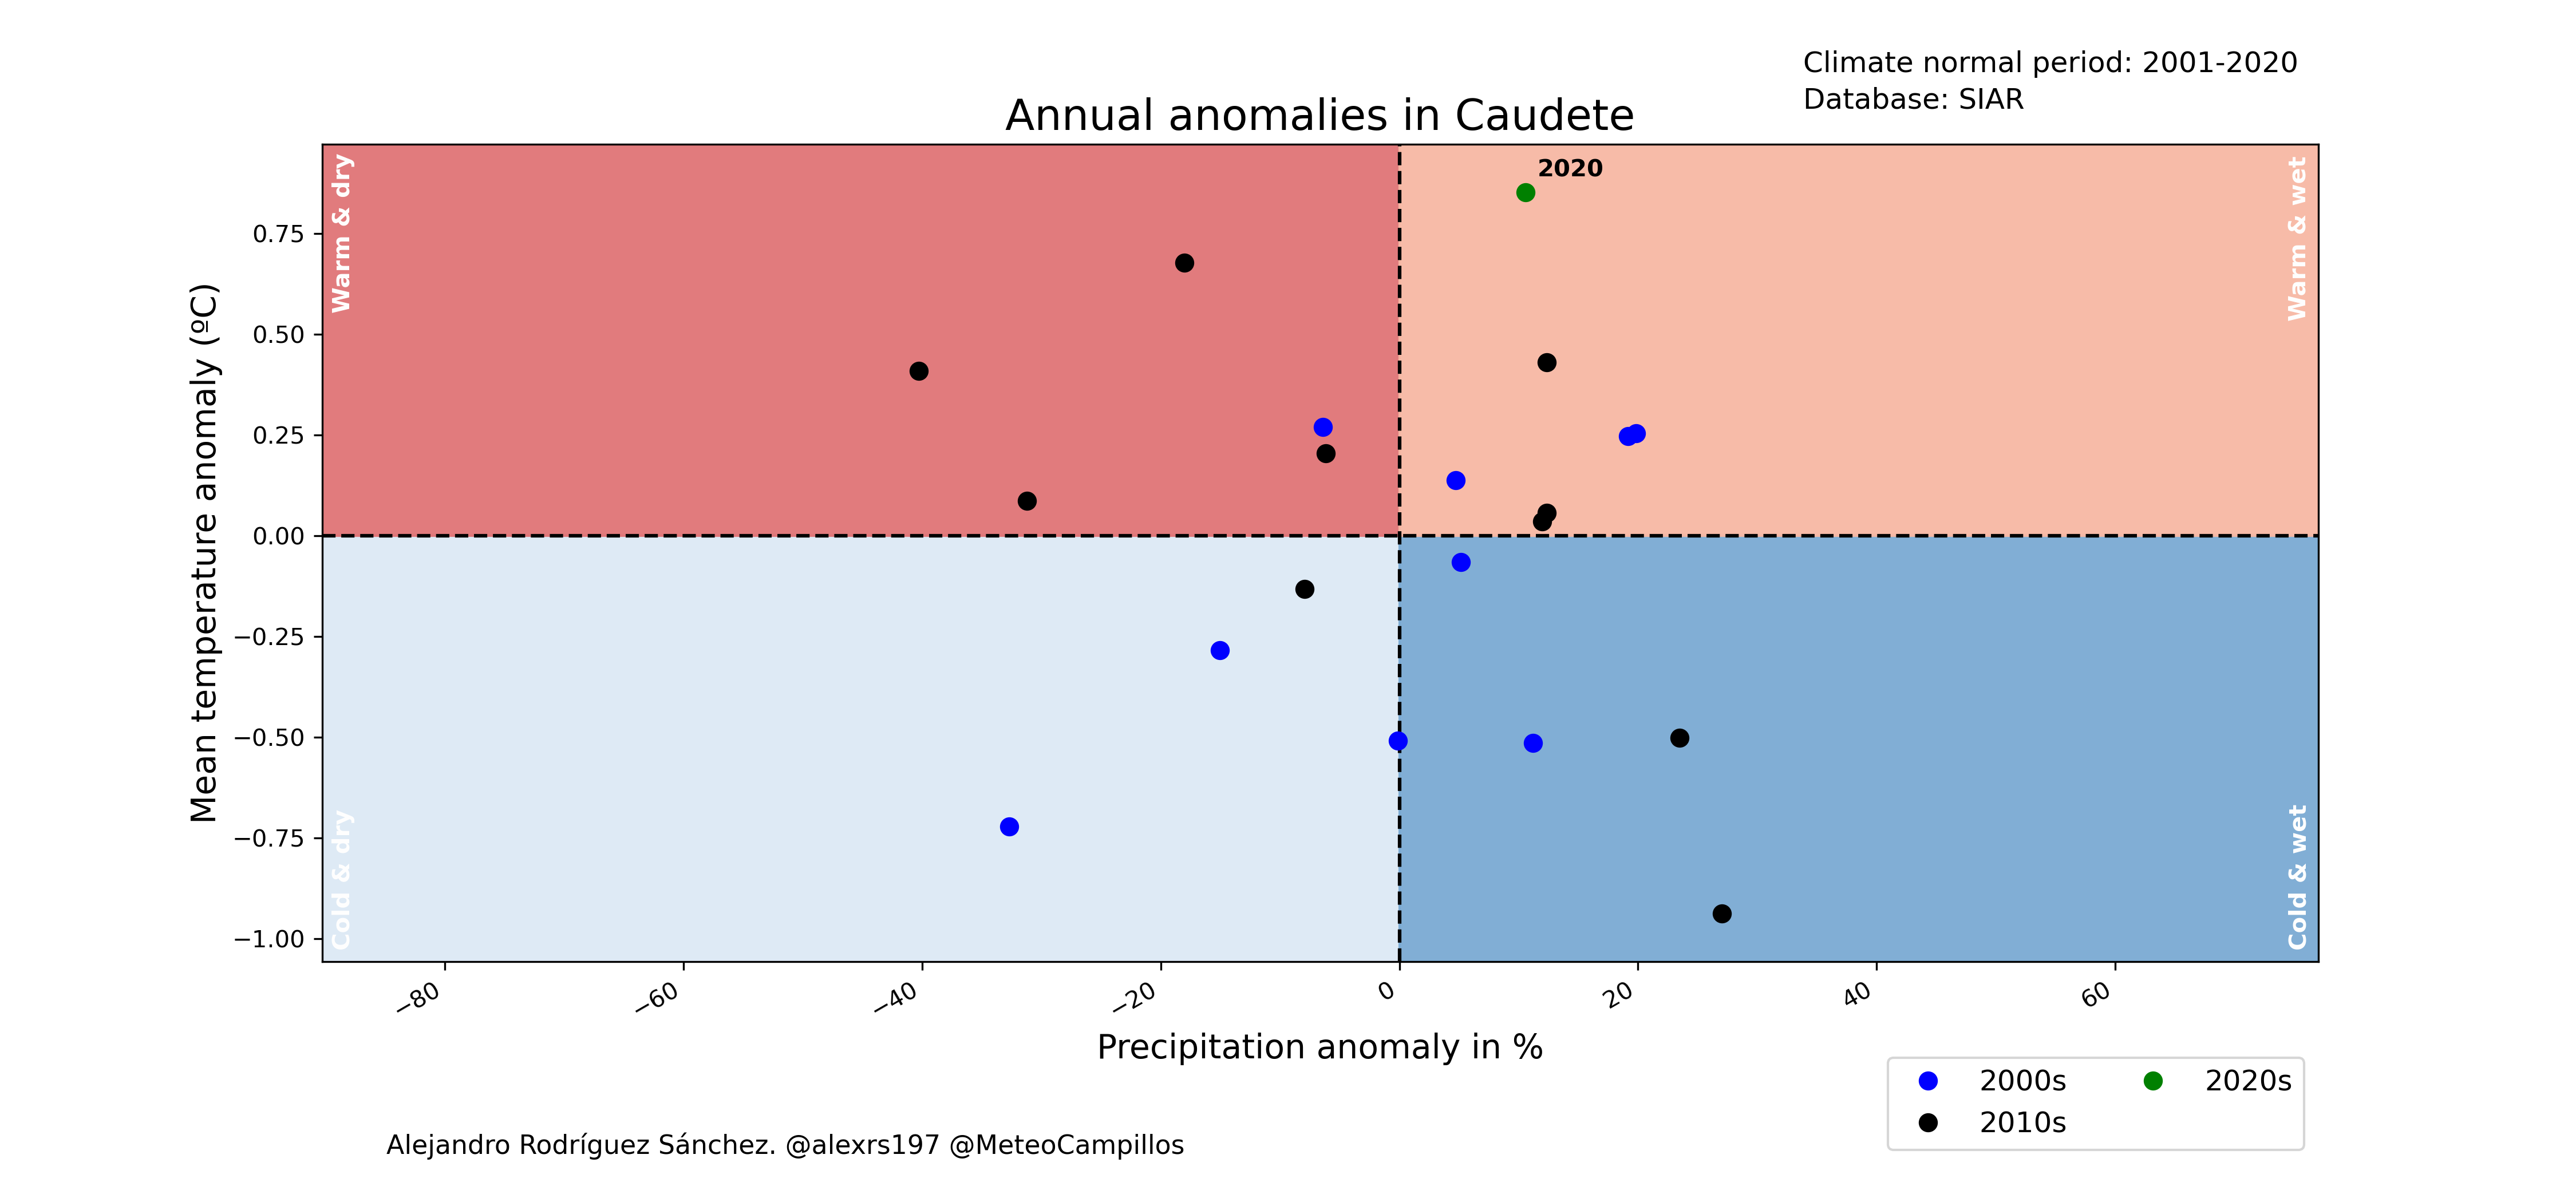 Climate normal period: 2001-2020
Database: SIAR
Annual anomalies in Caudete
Warm & dry
Warm & wet
2020
Mean temperature anomaly (ºC)
0.75
0.50
0.25
0.00
−0.25
−0.50
−0.75
−1.00
Cold & dry
Cold & wet
−80
−60
−40
−20
0
20
40
60
Precipitation anomaly in %
2000s
2020s
2010s
Alejandro Rodríguez Sánchez. @alexrs197 @MeteoCampillos